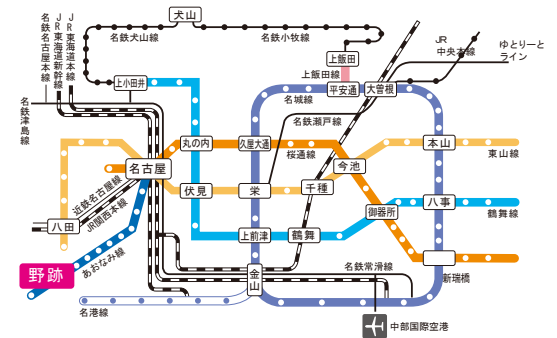 犬山
名鉄名古屋本線
JR東海道新幹線
JR東海道本線
名鉄犬山線
名鉄小牧線
JR
中央本線
ゆとりーと
ライン
上飯田
上飯田線
上小田井
平安通
大曽根
名城線
名鉄瀬戸線
名鉄津島線
丸の内
久屋大通
桜通線
本山
東山線
名古屋
今池
近鉄名古屋線
伏見
栄
千種
JR関西本線
御器所
八事
鶴舞線
八田
上前津
鶴舞
あおなみ線
野跡
金山
名鉄常滑線
新瑞橋
名港線
中部国際空港